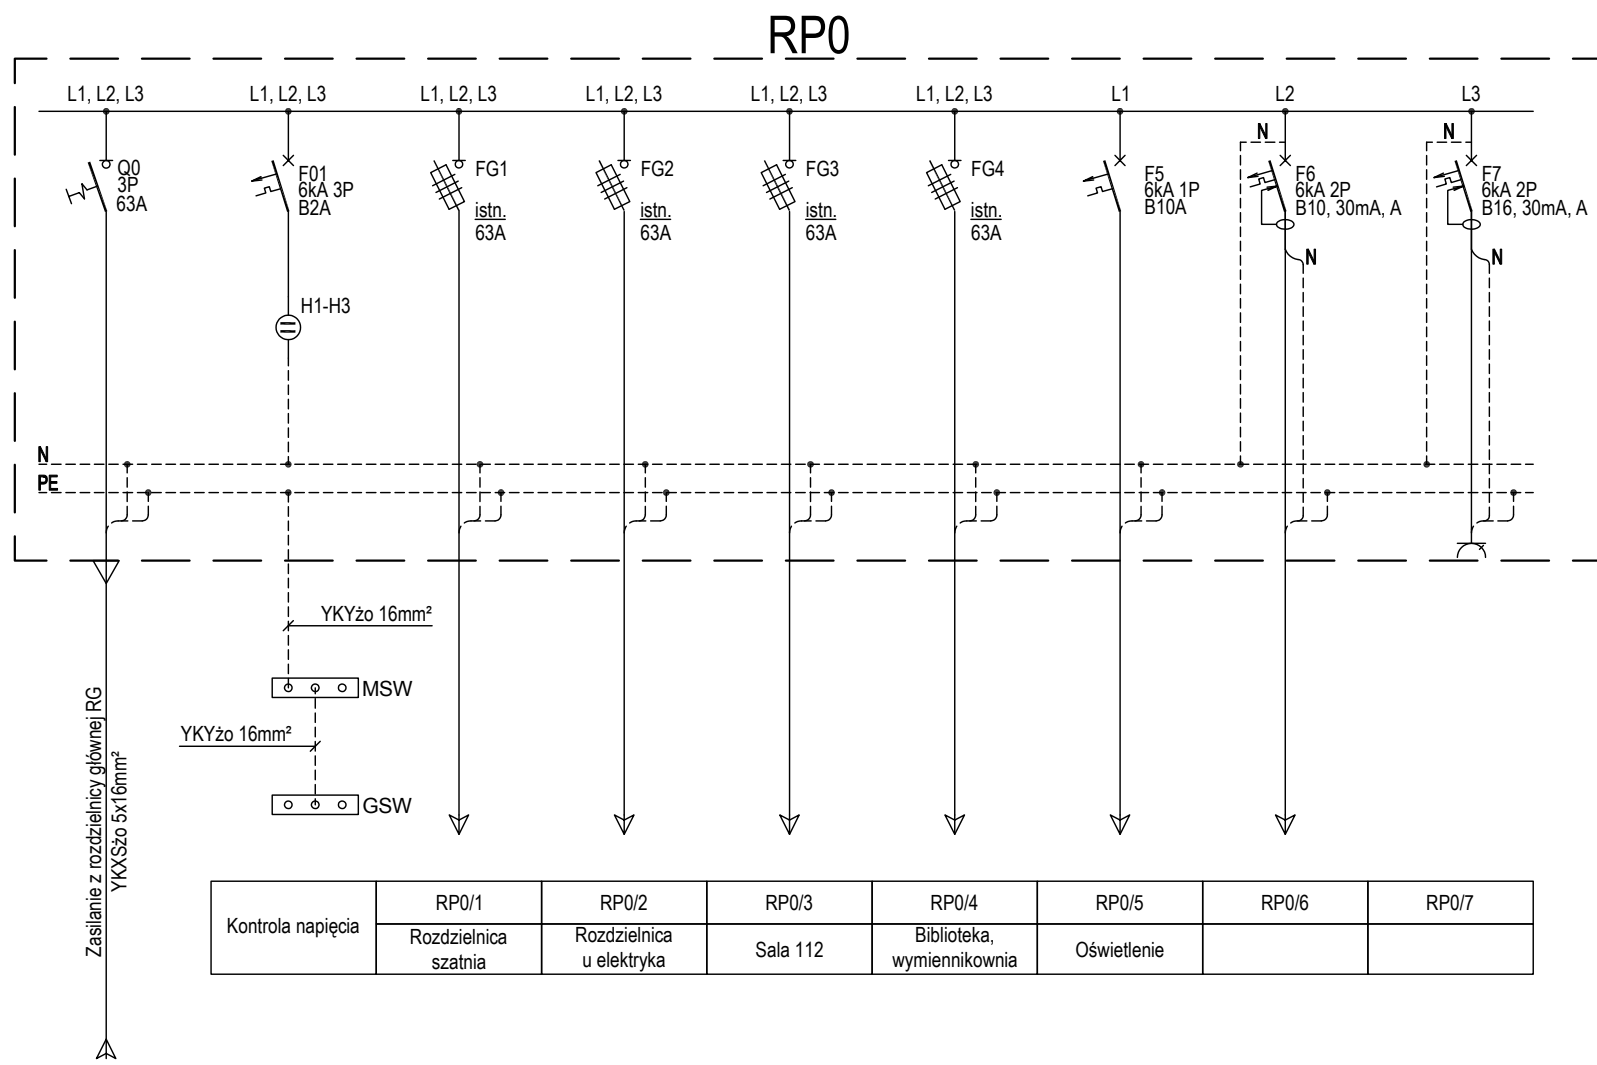 RP0
L1, L2, L3
L1, L2, L3
L1, L2, L3
L1, L2, L3
L1, L2, L3
L1, L2, L3
L1
L2
L3
Q0
3P
63A
F01
6kA 3P
B2A
H1-H3
FG1
istn.
63A
FG2
istn.
63A
FG3
istn.
63A
FG4
istn.
63A
F5
6kA 1P
B10A
N
F6
6kA 2P
B10, 30mA, A
N
N
F7
6kA 2P
B16, 30mA, A
N
N
PE
YKYżo 16mm²
MSW
YKYżo 16mm²
GSW
Zasilanie z rozdzielnicy głównej RG
YKXSżo 5x16mm²
Kontrola napięcia
RP0/1
RP0/2
RP0/3
RP0/4
RP0/5
RP0/6
RP0/7
Rozdzielnica
szatnia
Rozdzielnica
u elektryka
Sala 112
Biblioteka,
wymiennikownia
Oświetlenie